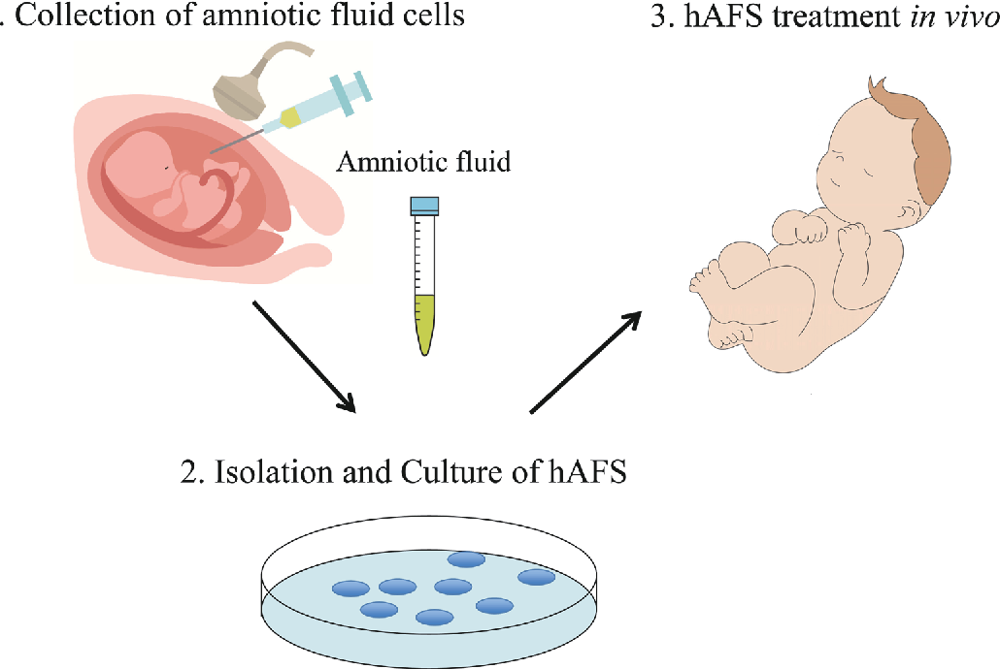 . Collection of amniotic fluid cells
3. hAFS treatment in vivo
Amniotic fluid
2. Isolation and Culture of hAFS